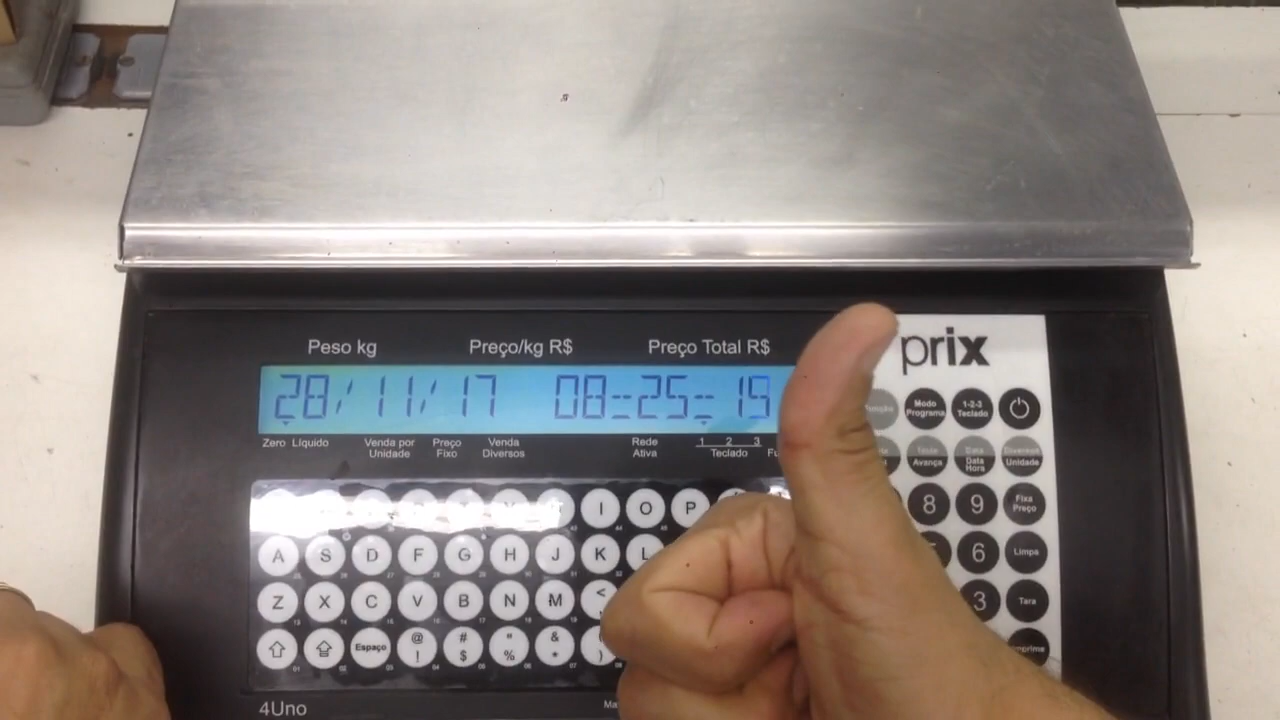 Peso kg Preço/kg R$ Preço Total R$
prix
28/11/17 08-25-19
Modo Programa 1-2-3 Teclado
Zero Líquido Venda por Unidade Preço Fixo Venda Diversos Rede Ativa 1 2 3 Teclado
Avança Data Hora Diversos Unidade
I O P 8 9 Fixa Preço
A S D F G H J K L 6 Limpa
Z X C V B N M < 3 Tara
Espaço @ ! # $ " % & * )
4Uno